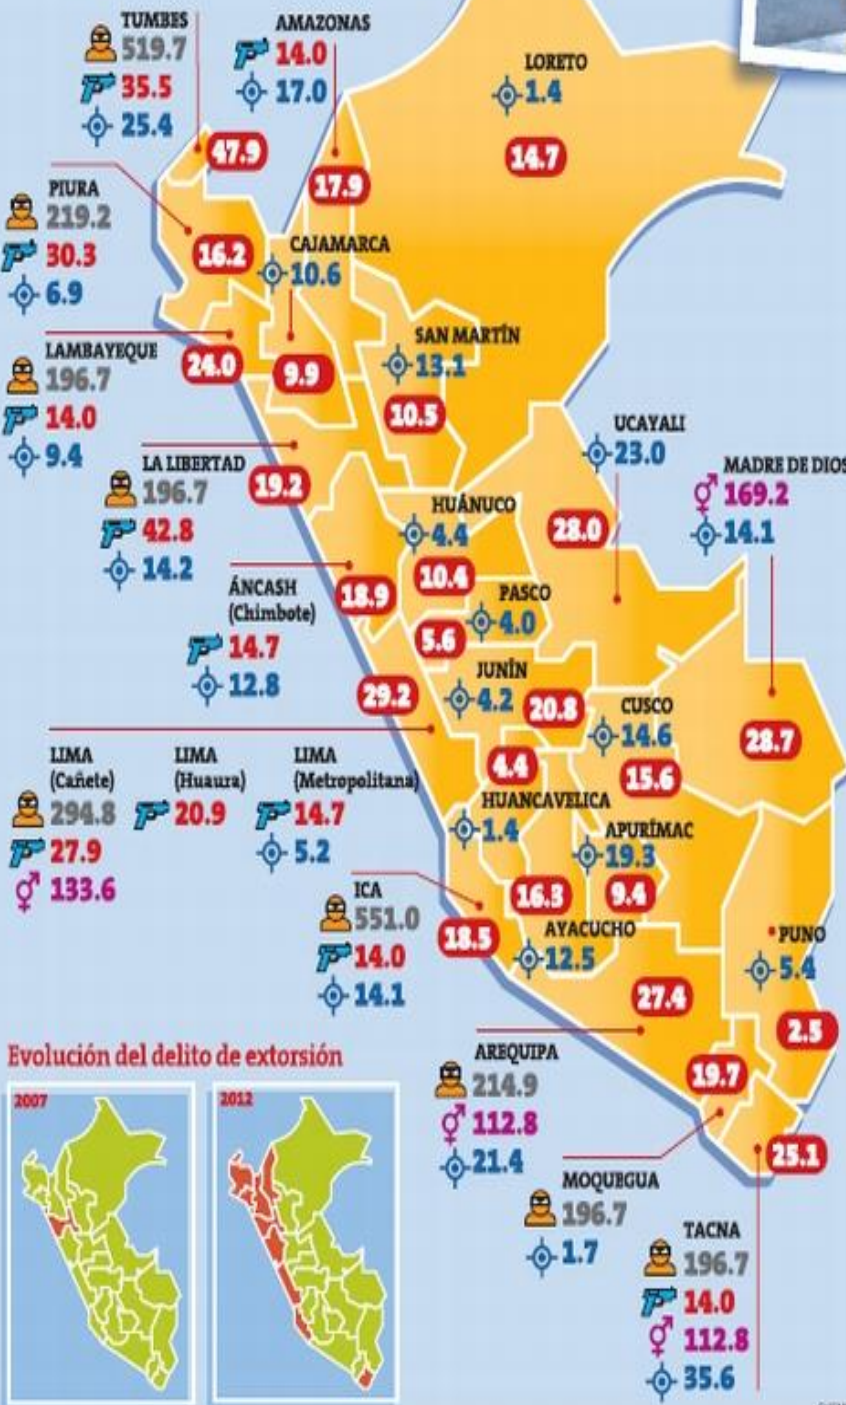 TUMBES
519.7
35.5
25.4
AMAZONAS
14.0
17.0
LORETO
1.4
47.9
17.9
14.7
PIURA
219.2
30.3
6.9
16.2
CAJAMARCA
10.6
LAMBAYEQUE
196.7
14.0
9.4
24.0
9.9
SAN MARTÍN
13.1
10.5
LA LIBERTAD
196.7
42.8
14.2
19.2
UCAYALI
23.0
28.0
MADRE DE DIOS
169.2
14.1
HUÁNUCO
4.4
10.4
ÁNCASH
(Chimbote)
14.7
12.8
18.9
PASCO
4.0
5.6
JUNÍN
4.2
20.8
29.2
CUSCO
14.6
15.6
28.7
LIMA
(Cañete)
294.8
27.9
133.6
LIMA
(Huaura)
20.9
LIMA
(Metropolitana)
14.7
5.2
4.4
HUANCAVELICA
1.4
APURÍMAC
19.3
9.4
16.3
ICA
551.0
14.0
14.1
18.5
AYACUCHO
12.5
PUNO
5.4
2.5
27.4
AREQUIPA
214.9
112.8
21.4
19.7
MOQUEGUA
196.7
1.7
25.1
TACNA
196.7
14.0
112.8
35.6
Evolución del delito de extorsión
2007
2012